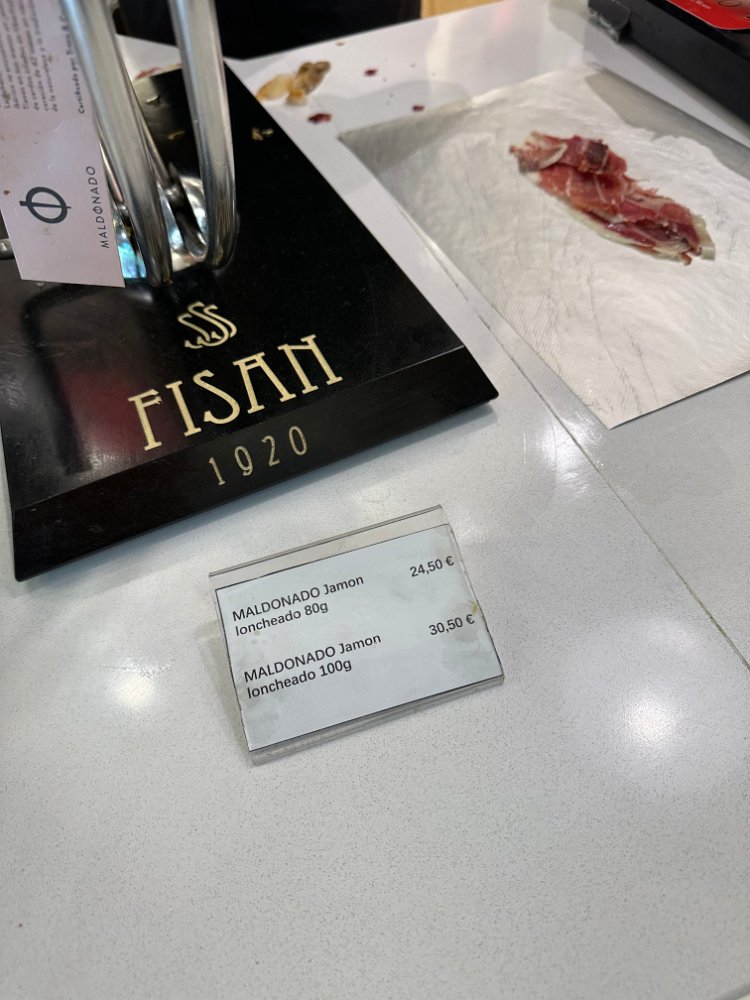 MALDONADO
FISAN
1920
MALDONADO Jamon
loncheado 80g
24,50 €
MALDONADO Jamon
loncheado 100g
30,50 €